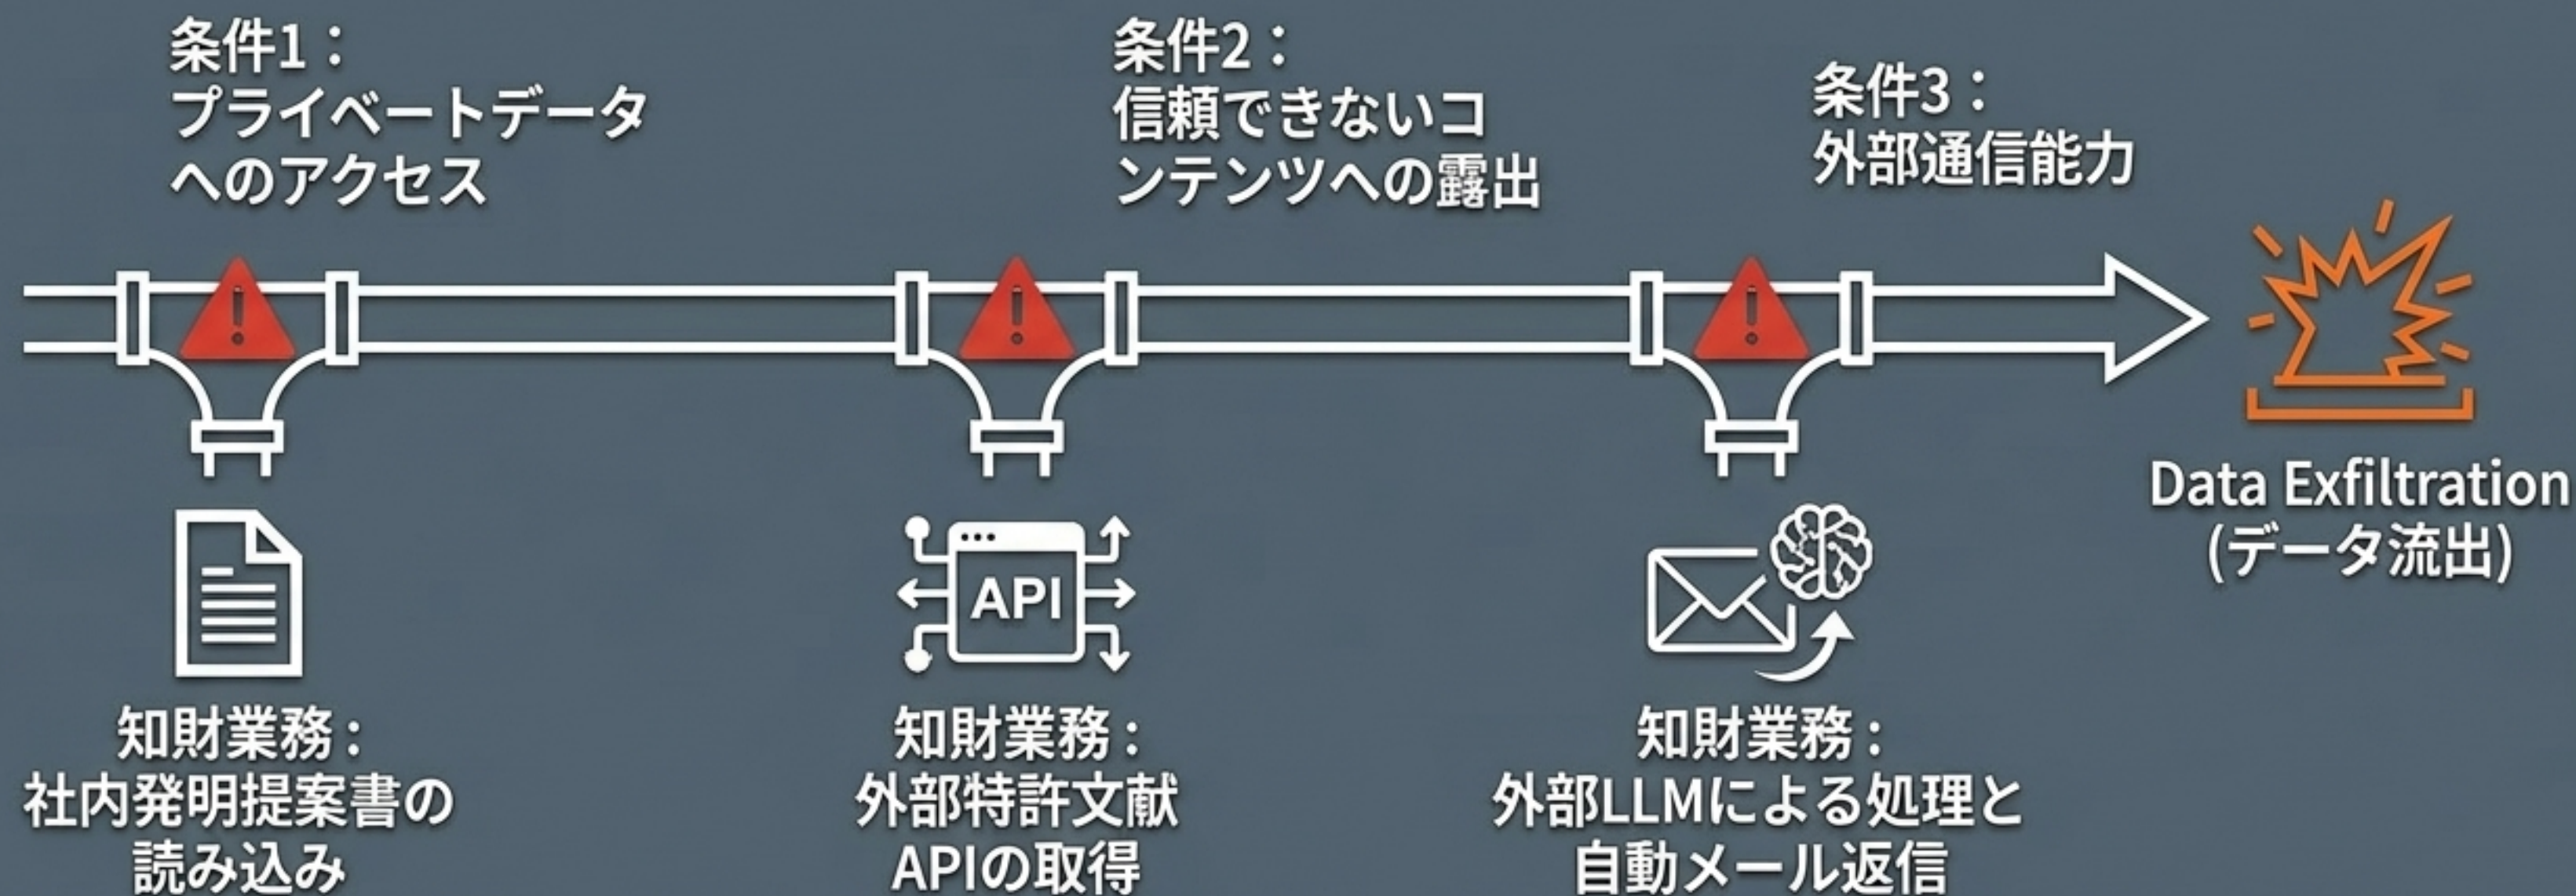 条件1：
プライベートデータ
へのアクセス
条件2：
信頼できないコ
ンテンツへの露出
条件3：
外部通信能力
Data Exfiltration
(データ流出)
API
知財業務：
社内発明提案書の
読み込み
知財業務：
外部特許文献
APIの取得
知財業務：
外部LLMによる処理と
自動メール返信